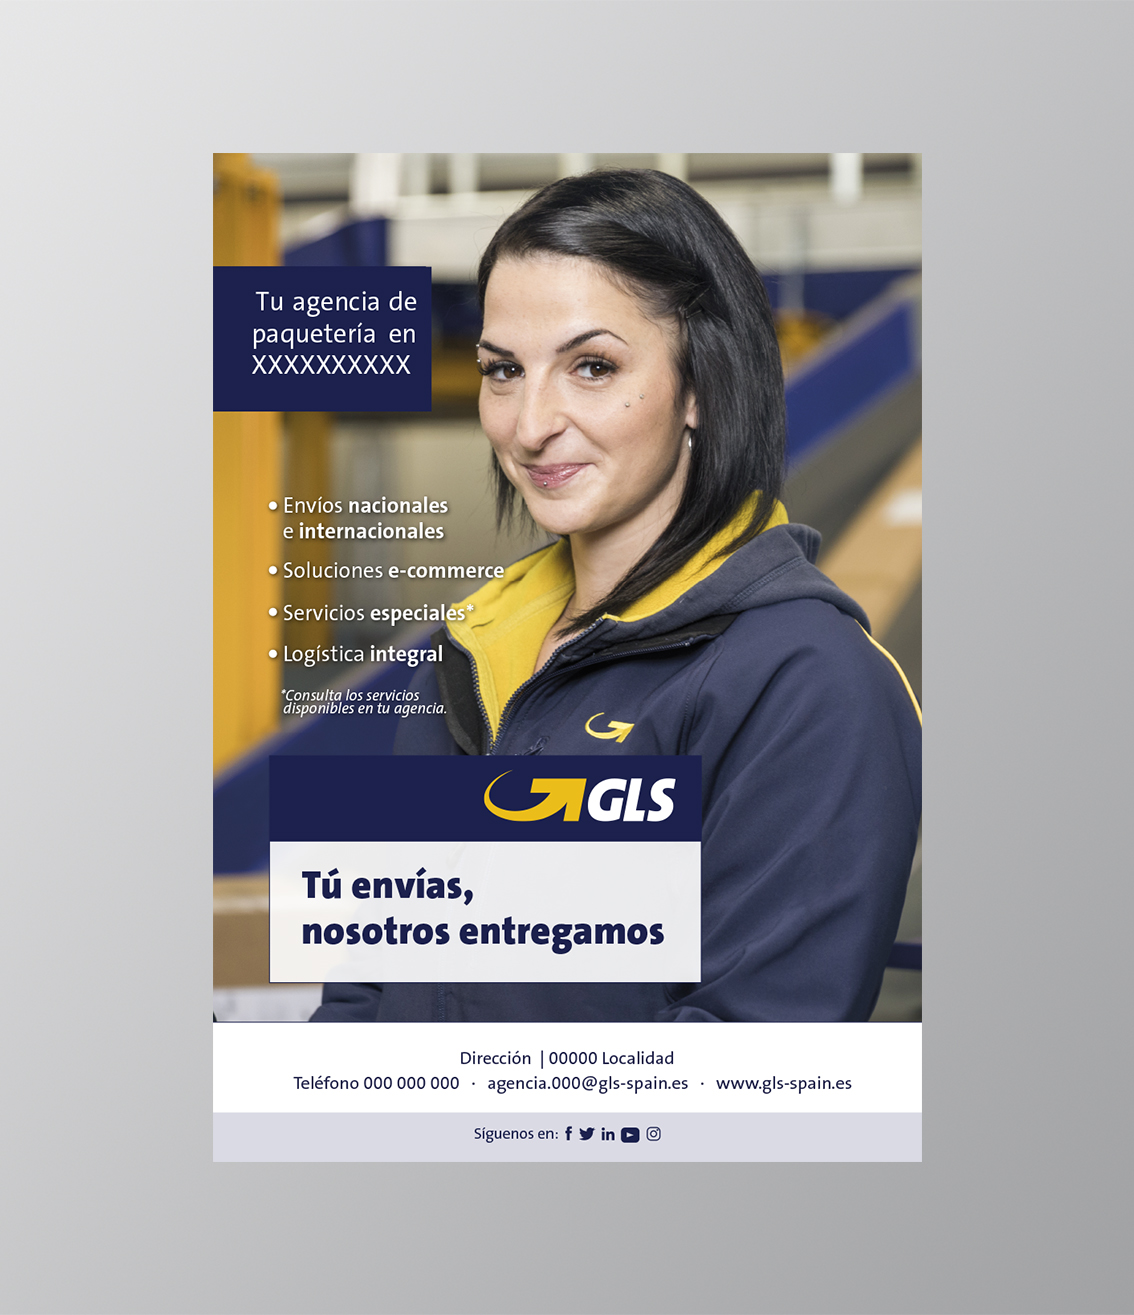 Tu agencia de
paquetería en
XXXXXXXXXX
• Envíos nacionales
e internacionales
• Soluciones e-commerce
• Servicios especiales*
• Logística integral
*Consulta los servicios
disponibles en tu agencia.
GLS
Tú envías,
nosotros entregamos
Dirección | 00000 Localidad
Teléfono 000 000 000 · agencia.000@gls-spain.es · www.gls-spain.es
Síguenos en: